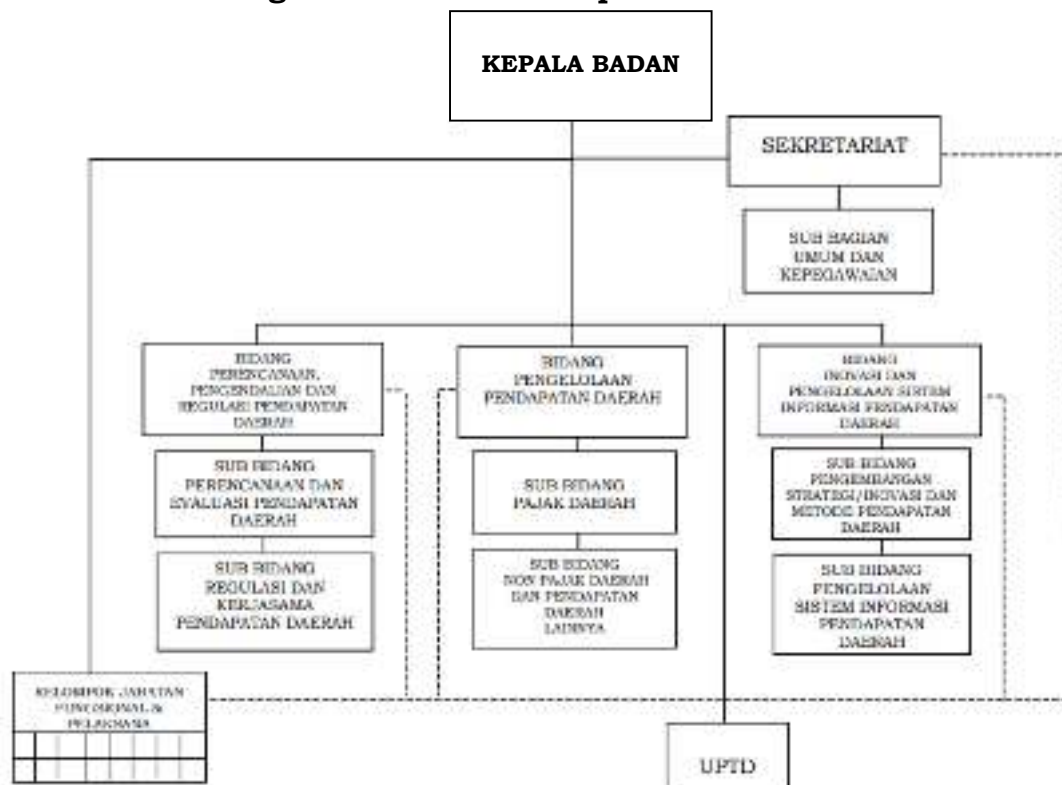 KEPALA BADAN
SEKRETARIAT
SUB BAGIAN
UMUM DAN
KEPEGAWAIAN
BIDANG
PERENCANAAN,
PENGENDALIAN DAN
REGULASI PENDAPATAN
DAERAH
BIDANG
PENGELOLAAN
PENDAPATAN DAERAH
BIDANG
INOVASI DAN
PENGELOLAAN SISTEM
INFORMASI PENDAPATAN
DAERAH
SUB BIDANG
PERENCANAAN DAN
EVALUASI PENDAPATAN
DAERAH
SUB BIDANG
PAJAK DAERAH
SUB BIDANG
PENGEMBANGAN
STRATEGI/INOVASI DAN
METODE PENDAPATAN
DAERAH
SUB BIDANG
REGULASI DAN
KERJASAMA
PENDAPATAN DAERAH
SUB BIDANG
NON PAJAK DAERAH
DAN PENDAPATAN
DAERAH
LAINNYA
SUB BIDANG
PENGELOLAAN
SISTEM INFORMASI
PENDAPATAN
DAERAH
KELOMPOK JABATAN
FUNGSIONAL &
PELAKSANA
UPTD